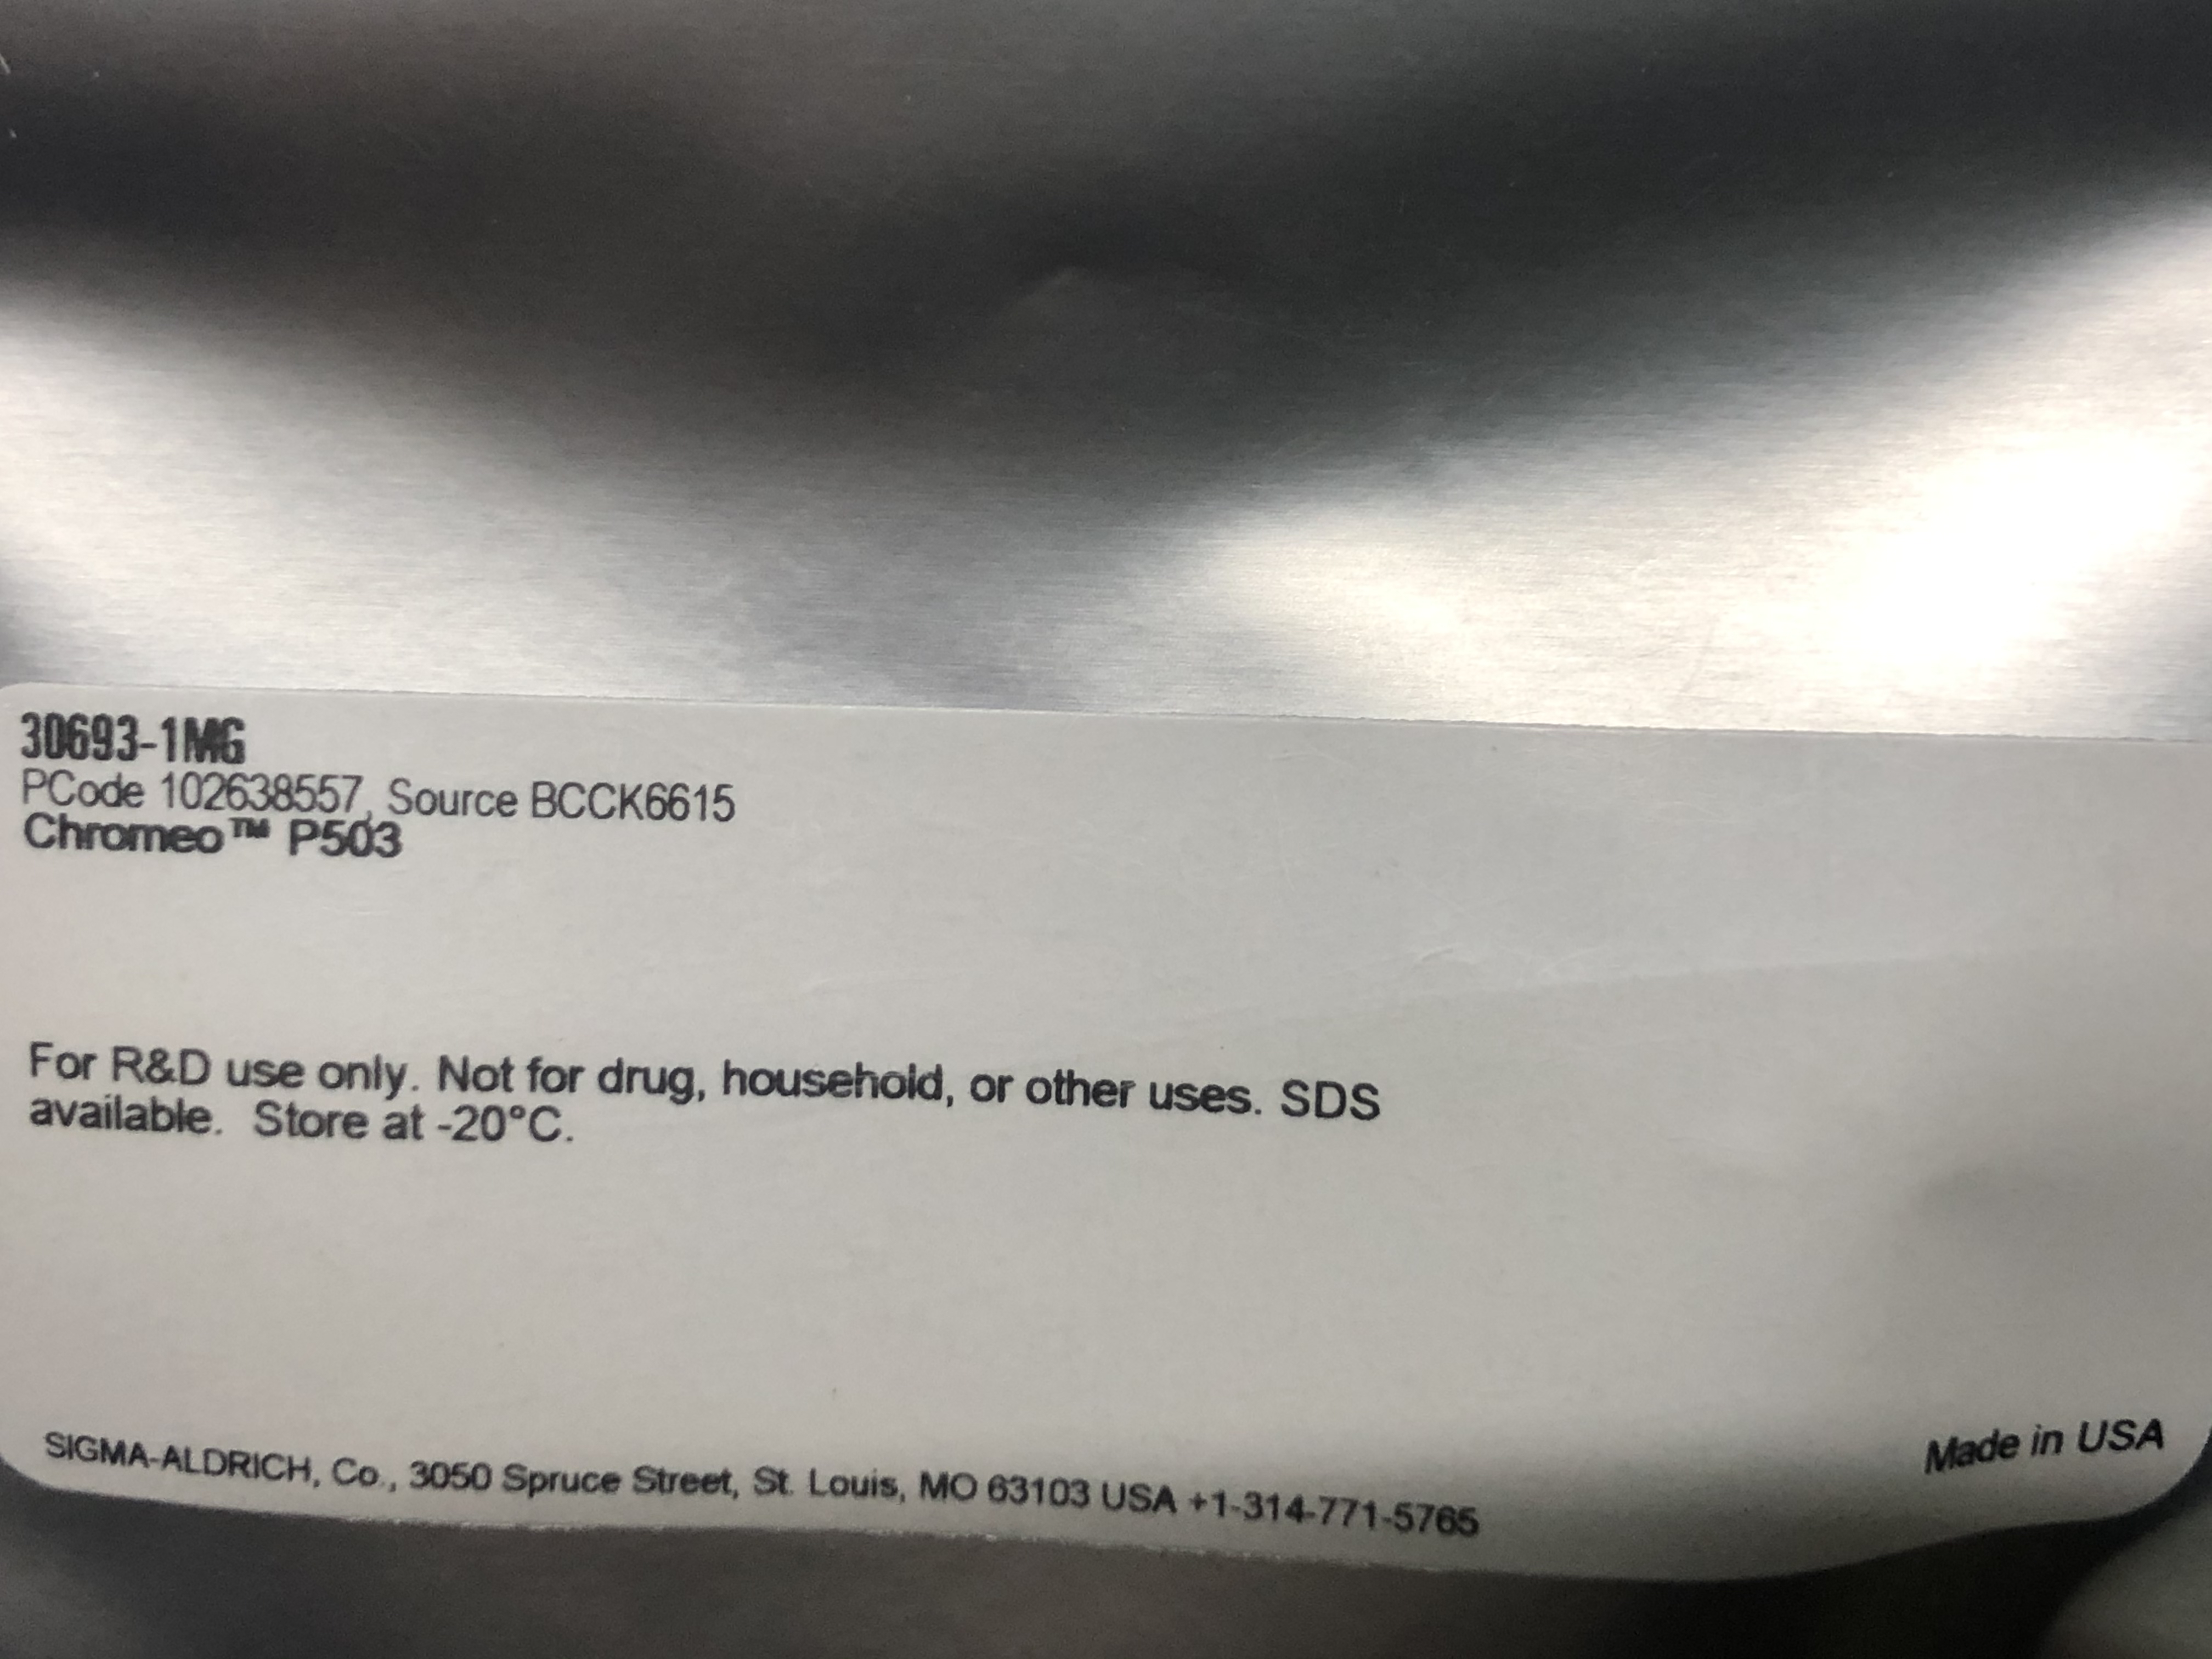 30693-1MG
PCode 102638557, Source BCCK6615
Chromeo™ P503
For R&D use only. Not for drug, household, or other uses. SDS
available. Store at -20°C.
SIGMA-ALDRICH, Co., 3050 Spruce Street, St. Louis, MO 63103 USA +1-314-771-5765
Made in USA